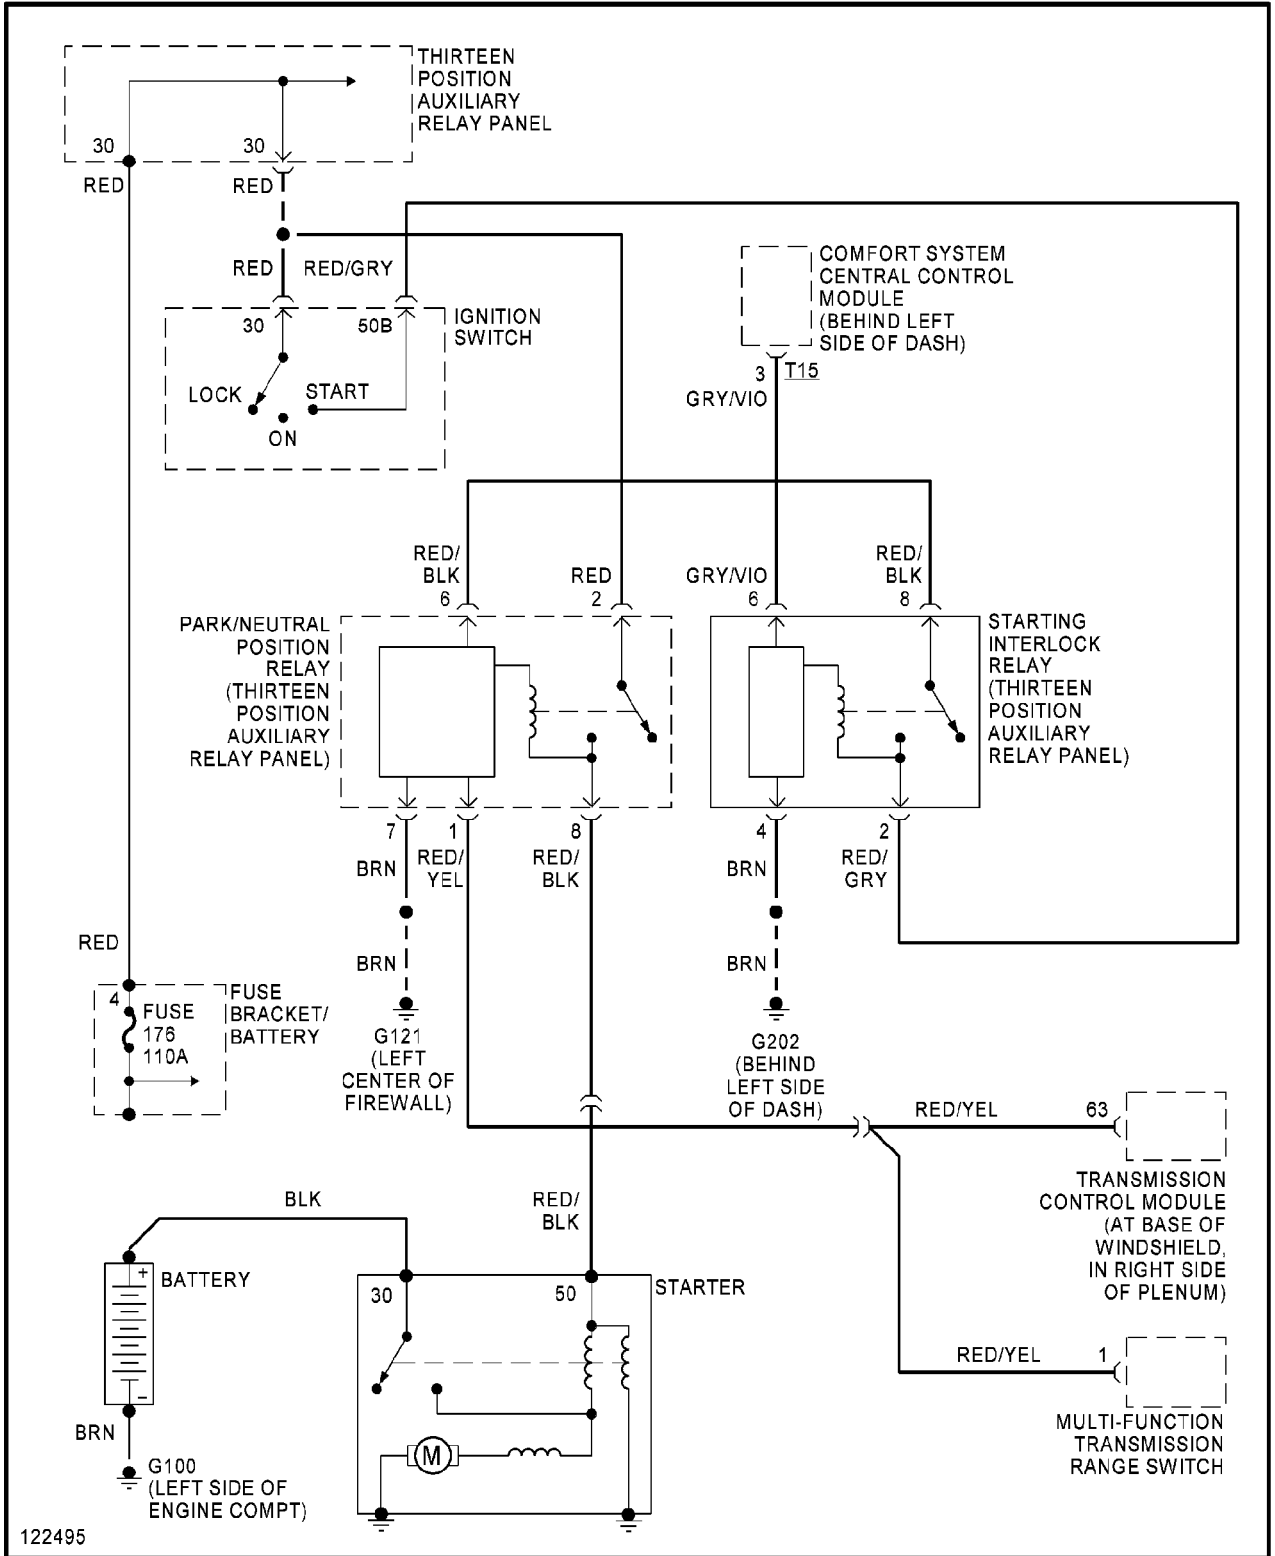 THIRTEEN
POSITION
AUXILIARY
RELAY PANEL
30
30
RED
RED
RED
RED/GRY
COMFORT SYSTEM
CENTRAL CONTROL
MODULE
(BEHIND LEFT
SIDE OF DASH)
30
50B
IGNITION
SWITCH
LOCK
START
ON
3
T15
GRY/VIO
RED/
BLK
6
RED
2
GRY/VIO
6
RED/
BLK
8
PARK/NEUTRAL
POSITION
RELAY
(THIRTEEN
POSITION
AUXILIARY
RELAY PANEL)
STARTING
INTERLOCK
RELAY
(THIRTEEN
POSITION
AUXILIARY
RELAY PANEL)
7
1
8
4
2
BRN
RED/
YEL
RED/
BLK
BRN
RED/
GRY
RED
BRN
BRN
4
FUSE
176
110A
FUSE
BRACKET/
BATTERY
G121
(LEFT
CENTER OF
FIREWALL)
G202
(BEHIND
LEFT SIDE
OF DASH)
RED/YEL
63
TRANSMISSION
CONTROL MODULE
(AT BASE OF
WINDSHIELD,
IN RIGHT SIDE
OF PLENUM)
BLK
RED/
BLK
+
BATTERY
-
30
50
STARTER
RED/YEL
1
MULTI-FUNCTION
TRANSMISSION
RANGE SWITCH
BRN
G100
(LEFT SIDE OF
ENGINE COMPT)
M
122495